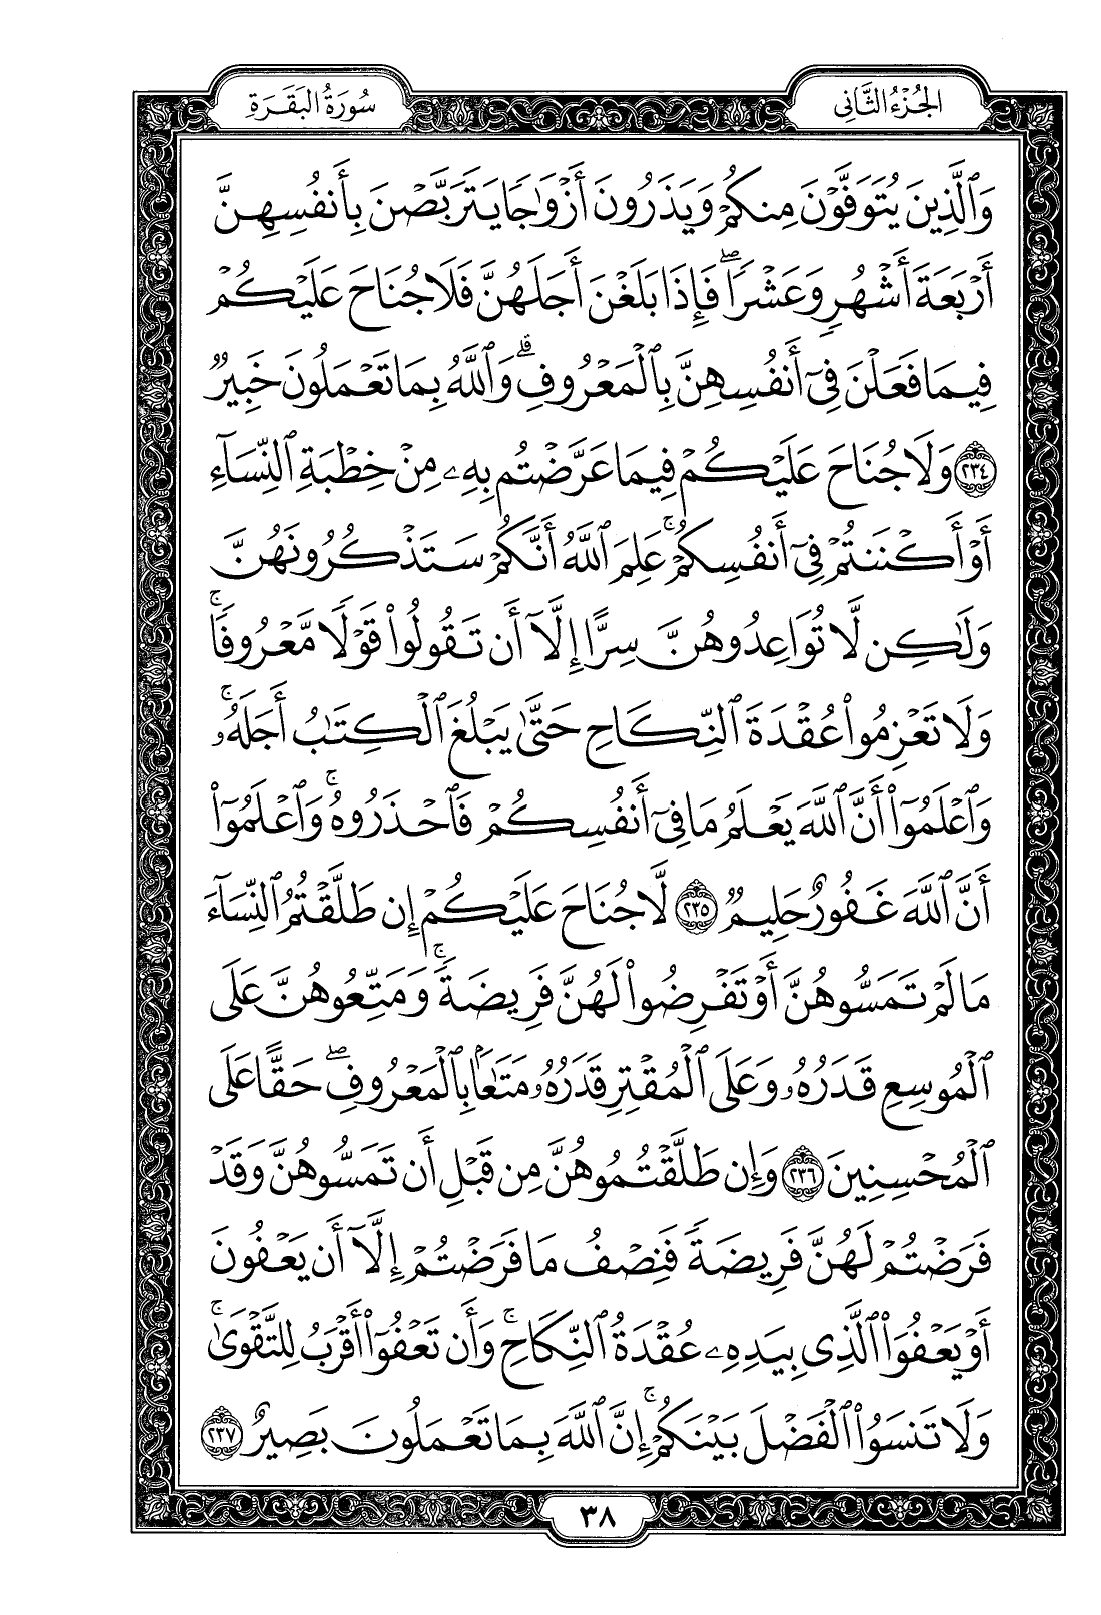 الجُزْءُ الثَّانِي
سُورَةُ البَقَرَةِ
وَٱلَّذِينَ يُتَوَفَّوْنَ مِنكُمْ وَيَذَرُونَ أَزْوَٰجًا يَتَرَبَّصْنَ بِأَنفُسِهِنَّ
أَرْبَعَةَ أَشْهُرٍ وَعَشْرًا ۖ فَإِذَا بَلَغْنَ أَجَلَهُنَّ فَلَا جُنَاحَ عَلَيْكُمْ
فِيمَا فَعَلْنَ فِىٓ أَنفُسِهِنَّ بِٱلْمَعْرُوفِ ۗ وَٱللَّهُ بِمَا تَعْمَلُونَ خَبِيرٌ
٢٣٤ وَلَا جُنَاحَ عَلَيْكُمْ فِيمَا عَرَّضْتُم بِهِۦ مِنْ خِطْبَةِ ٱلنِّسَآءِ
أَوْ أَكْنَنتُمْ فِىٓ أَنفُسِكُمْ ۚ عَلِمَ ٱللَّهُ أَنَّكُمْ سَتَذْكُرُونَهُنَّ
وَلَٰكِن لَّا تُوَاعِدُوهُنَّ سِرًّا إِلَّآ أَن تَقُولُوا۟ قَوْلًا مَّعْرُوفًا ۚ
وَلَا تَعْزِمُوا۟ عُقْدَةَ ٱلنِّكَاحِ حَتَّىٰ يَبْلُغَ ٱلْكِتَٰبُ أَجَلَهُۥ ۚ
وَٱعْلَمُوٓا۟ أَنَّ ٱللَّهَ يَعْلَمُ مَا فِىٓ أَنفُسِكُمْ فَٱحْذَرُوهُ ۚ وَٱعْلَمُوٓا۟
أَنَّ ٱللَّهَ غَفُورٌ حَلِيمٌ ٢٣٥ لَّا جُنَاحَ عَلَيْكُمْ إِن طَلَّقْتُمُ ٱلنِّسَآءَ
مَا لَمْ تَمَسُّوهُنَّ أَوْ تَفْرِضُوا۟ لَهُنَّ فَرِيضَةً ۚ وَمَتِّعُوهُنَّ عَلَى
ٱلْمُوسِعِ قَدَرُهُۥ وَعَلَى ٱلْمُقْتِرِ قَدَرُهُۥ مَتَٰعًۢا بِٱلْمَعْرُوفِ ۖ حَقًّا عَلَى
ٱلْمُحْسِنِينَ ٢٣٦ وَإِن طَلَّقْتُمُوهُنَّ مِن قَبْلِ أَن تَمَسُّوهُنَّ وَقَدْ
فَرَضْتُمْ لَهُنَّ فَرِيضَةً فَنِصْفُ مَا فَرَضْتُمْ إِلَّآ أَن يَعْفُونَ
أَوْ يَعْفُوَا۟ ٱلَّذِى بِيَدِهِۦ عُقْدَةُ ٱلنِّكَاحِ ۚ وَأَن تَعْفُوٓا۟ أَقْرَبُ لِلتَّقْوَىٰ ۚ
وَلَا تَنسَوُا۟ ٱلْفَضْلَ بَيْنَكُمْ ۚ إِنَّ ٱللَّهَ بِمَا تَعْمَلُونَ بَصِيرٌ ٢٣٧
٣٨